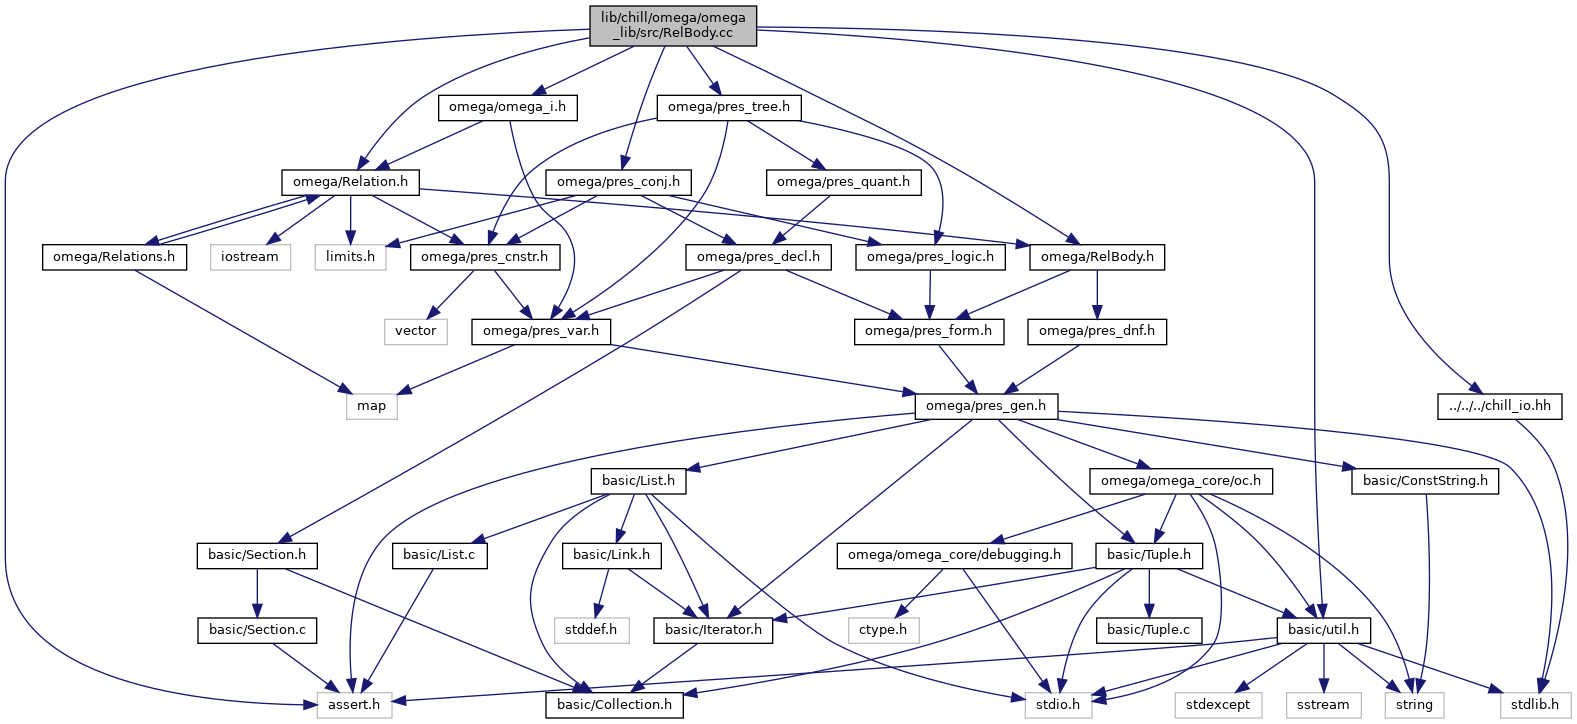 lib/chill/omega/omega
_lib/src/RelBody.cc
omega/omega_i.h
omega/pres_tree.h
omega/Relation.h
omega/pres_conj.h
omega/pres_quant.h
omega/Relations.h
iostream
limits.h
omega/pres_cnstr.h
omega/pres_decl.h
omega/pres_logic.h
omega/RelBody.h
vector
omega/pres_var.h
omega/pres_form.h
omega/pres_dnf.h
map
omega/pres_gen.h
../../../chill_io.hh
basic/List.h
omega/omega_core/oc.h
basic/ConstString.h
basic/Section.h
basic/List.c
basic/Link.h
omega/omega_core/debugging.h
basic/Tuple.h
basic/Section.c
stddef.h
basic/Iterator.h
ctype.h
basic/Tuple.c
basic/util.h
assert.h
basic/Collection.h
stdio.h
stdexcept
sstream
string
stdlib.h